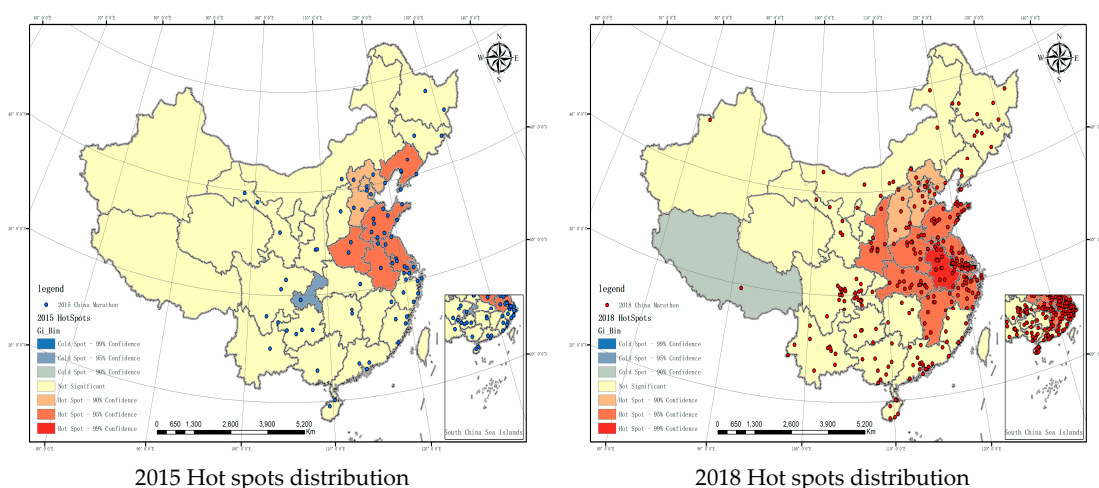 N
W E
S
legend
2015 China Marathon
2015 HotSpots
Gi_Bin
Cold Spot - 99% Confidence
Cold Spot - 95% Confidence
Cold Spot - 90% Confidence
Not Significant
Hot Spot - 90% Confidence
Hot Spot - 95% Confidence
Hot Spot - 99% Confidence
0 650 1,300 2,600 3,900 5,200
Km
South China Sea Islands
2015 Hot spots distribution
N
W E
S
legend
2018 China Marathon
2018 HotSpots
Gi_Bin
Cold Spot - 99% Confidence
Cold Spot - 95% Confidence
Cold Spot - 90% Confidence
Not Significant
Hot Spot - 90% Confidence
Hot Spot - 95% Confidence
Hot Spot - 99% Confidence
0 650 1,300 2,600 3,900 5,200
Km
South China Sea Islands
2018 Hot spots distribution